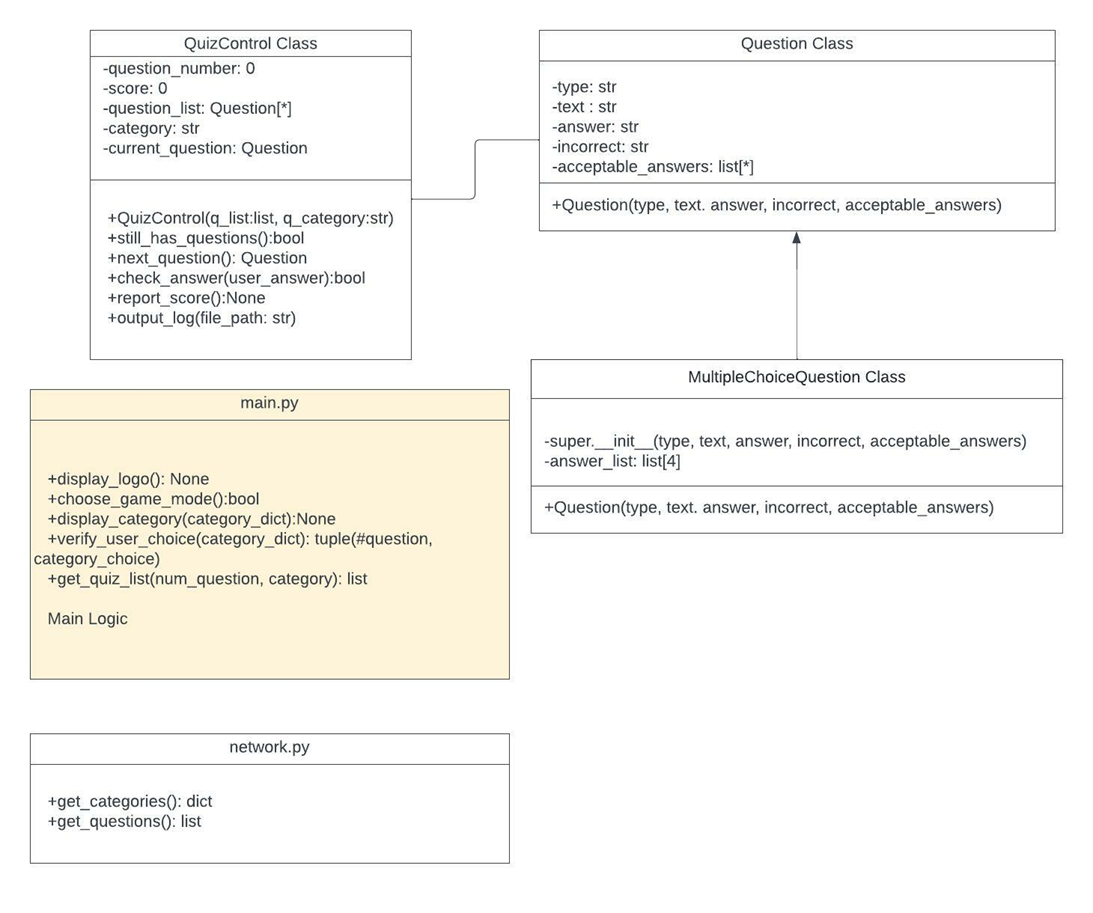 QuizControl Class
-question_number: 0
-score: 0
-question_list: Question[*]
-category: str
-current_question: Question
+QuizControl(q_list:list, q_category:str)
+still_has_questions():bool
+next_question(): Question
+check_answer(user_answer):bool
+report_score():None
+output_log(file_path: str)
Question Class
-type: str
-text : str
-answer: str
-incorrect: str
-acceptable_answers: list[*]
+Question(type, text. answer, incorrect, acceptable_answers)
MultipleChoiceQuestion Class
-super.__init__(type, text, answer, incorrect, acceptable_answers)
-answer_list: list[4]
+Question(type, text. answer, incorrect, acceptable_answers)
main.py
+display_logo(): None
+choose_game_mode():bool
+display_category(category_dict):None
+verify_user_choice(category_dict): tuple(#question,
category_choice)
+get_quiz_list(num_question, category): list
Main Logic
network.py
+get_categories(): dict
+get_questions(): list